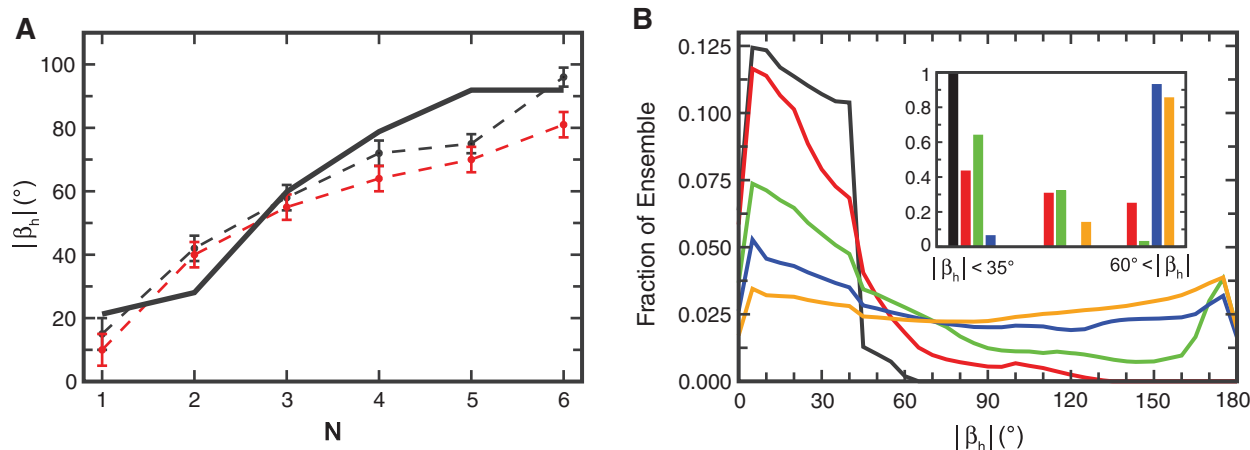 A
100
80
60
40
20
0
|βh| (°)
1 2 3 4 5 6
N
B
0.125
0.100
0.075
0.050
0.025
0.000
Fraction of Ensemble
1
0.8
0.6
0.4
0.2
0
|βh| < 35°
60° < |βh|
0 30 60 90 120 150 180
|βh| (°)